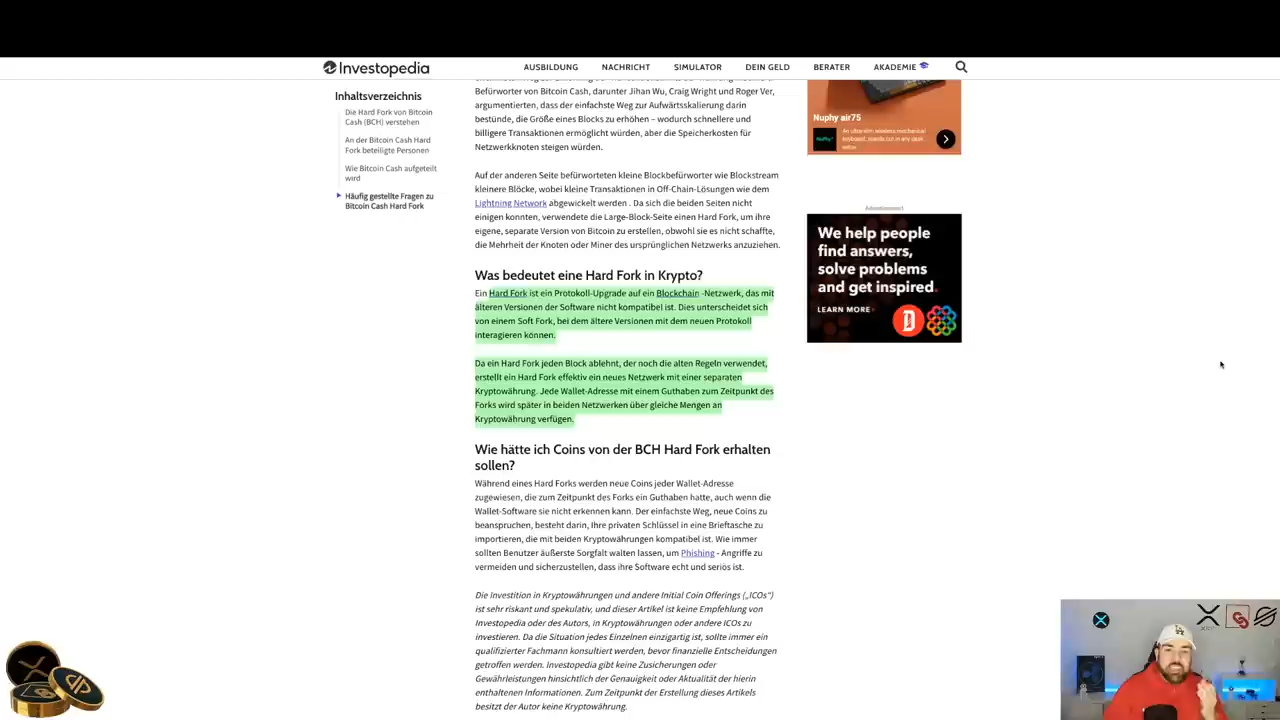 Investopedia
AUSBILDUNG
NACHRICHT
SIMULATOR
DEIN GELD
BERATER
AKADEMIE
Inhaltsverzeichnis
Die Hard Fork von Bitcoin
Cash (BCH) verstehen
An der Bitcoin Cash Hard
Fork beteiligte Personen
Wie Bitcoin Cash aufgeteilt
wird
Häufig gestellte Fragen zu
Bitcoin Cash Hard Fork
Befürworter von Bitcoin Cash, darunter Jihan Wu, Craig Wright und Roger Ver,
argumentierten, dass der einfachste Weg zur Aufwärtsskalierung darin
bestünde, die Größe eines Blocks zu erhöhen – wodurch schnellere und
billigere Transaktionen ermöglicht würden, aber die Speicherkosten für
Netzwerkknoten steigen würden.
Auf der anderen Seite befürworteten kleine Blockbefürworter wie Blockstream
kleinere Blöcke, wobei kleine Transaktionen in Off-Chain-Lösungen wie dem
Lightning Network abgewickelt werden . Da sich die beiden Seiten nicht
einigen konnten, verwendete die Large-Block-Seite einen Hard Fork, um ihre
eigene, separate Version von Bitcoin zu erstellen, obwohl sie es nicht schaffte,
die Mehrheit der Knoten oder Miner des ursprünglichen Netzwerks anzuziehen.
Was bedeutet eine Hard Fork in Krypto?
Ein Hard Fork ist ein Protokoll-Upgrade auf ein Blockchain -Netzwerk, das mit
älteren Versionen der Software nicht kompatibel ist. Dies unterscheidet sich
von einem Soft Fork, bei dem ältere Versionen mit dem neuen Protokoll
interagieren können.
Da ein Hard Fork jeden Block ablehnt, der noch die alten Regeln verwendet,
erstellt ein Hard Fork effektiv ein neues Netzwerk mit einer separaten
Kryptowährung. Jede Wallet-Adresse mit einem Guthaben zum Zeitpunkt des
Forks wird später in beiden Netzwerken über gleiche Mengen an
Kryptowährung verfügen.
Wie hätte ich Coins von der BCH Hard Fork erhalten
sollen?
Während eines Hard Forks werden neue Coins jeder Wallet-Adresse
zugewiesen, die zum Zeitpunkt des Forks ein Guthaben hatte, auch wenn die
Wallet-Software sie nicht erkennen kann. Der einfachste Weg, neue Coins zu
beanspruchen, besteht darin, Ihre privaten Schlüssel in eine Brieftasche zu
importieren, die mit beiden Kryptowährungen kompatibel ist. Wie immer
sollten Benutzer äußerste Sorgfalt walten lassen, um Phishing - Angriffe zu
vermeiden und sicherzustellen, dass ihre Software echt und seriös ist.
Die Investition in Kryptowährungen und andere Initial Coin Offerings („ICOs")
ist sehr riskant und spekulativ, und dieser Artikel ist keine Empfehlung von
Investopedia oder des Autors, in Kryptowährungen oder andere ICOs zu
investieren. Da die Situation jedes Einzelnen einzigartig ist, sollte immer ein
qualifizierter Fachmann konsultiert werden, bevor finanzielle Entscheidungen
getroffen werden. Investopedia gibt keine Zusicherungen oder
Gewährleistungen hinsichtlich der Genauigkeit oder Aktualität der hierin
enthaltenen Informationen. Zum Zeitpunkt der Erstellung dieses Artikels
besitzt der Autor keine Kryptowährung.
Nuphy air75
Advertisement
We help people
find answers,
solve problems
and get inspired.
LEARN MORE